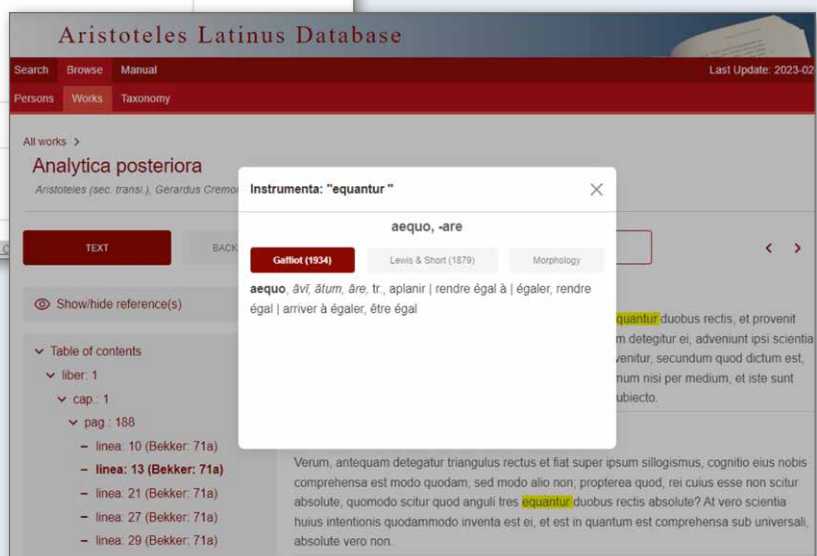 Aristoteles Latinus Database
Search Browse Manual Last Update: 2023-02
Persons Works Taxonomy
All works >
Analytica posteriora
Aristoteles (sec. transl.), Gerardus Cremo
Instrumenta: "equantur "
aequo, -are
TEXT BACK
Gaffiot (1934) Lewis & Short (1879) Morphology
aequo, āvī, ātum, āre, tr., aplanir | rendre égal à | égaler, rendre
égal | arriver à égaler, être égal
Show/hide reference(s)
Table of contents
liber: 1
cap.: 1
pag.: 188
– linea: 10 (Bekker: 71a)
– linea: 13 (Bekker: 71a)
– linea: 21 (Bekker: 71a)
– linea: 27 (Bekker: 71a)
– linea: 29 (Bekker: 71a)
quantur duobus rectis, et provenit
m detegitur ei, adveniunt ipsi scientia
venitur, secundum quod dictum est,
num nisi per medium, et iste sunt
ubiecto.
Verum, antequam detegatur triangulus rectus et fiat super ipsum sillogismus, cognitio eius nobis
comprehensa est modo quodam, sed modo alio non; propterea quod, rei cuius esse non scitur
absolute, quomodo scitur quod anguli tres equantur duobus rectis absolute? At vero scientia
huius intentionis quodammodo inventa est ei, et est in quantum est comprehensa sub universali,
absolute vero non.